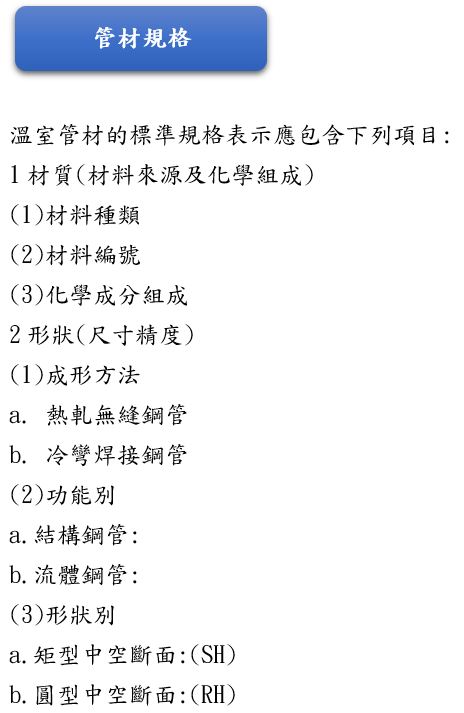 管材規格
溫室管材的標準規格表示應包含下列項目:
1材質(材料來源及化學組成)
(1)材料種類
(2)材料編號
(3)化學成分組成
2形狀(尺寸精度)
(1)成形方法
a. 熱軋無縫鋼管
b. 冷彎焊接鋼管
(2)功能別
a.結構鋼管:
b.流體鋼管:
(3)形狀別
a.矩型中空斷面:(SH)
b.圓型中空斷面:(RH)